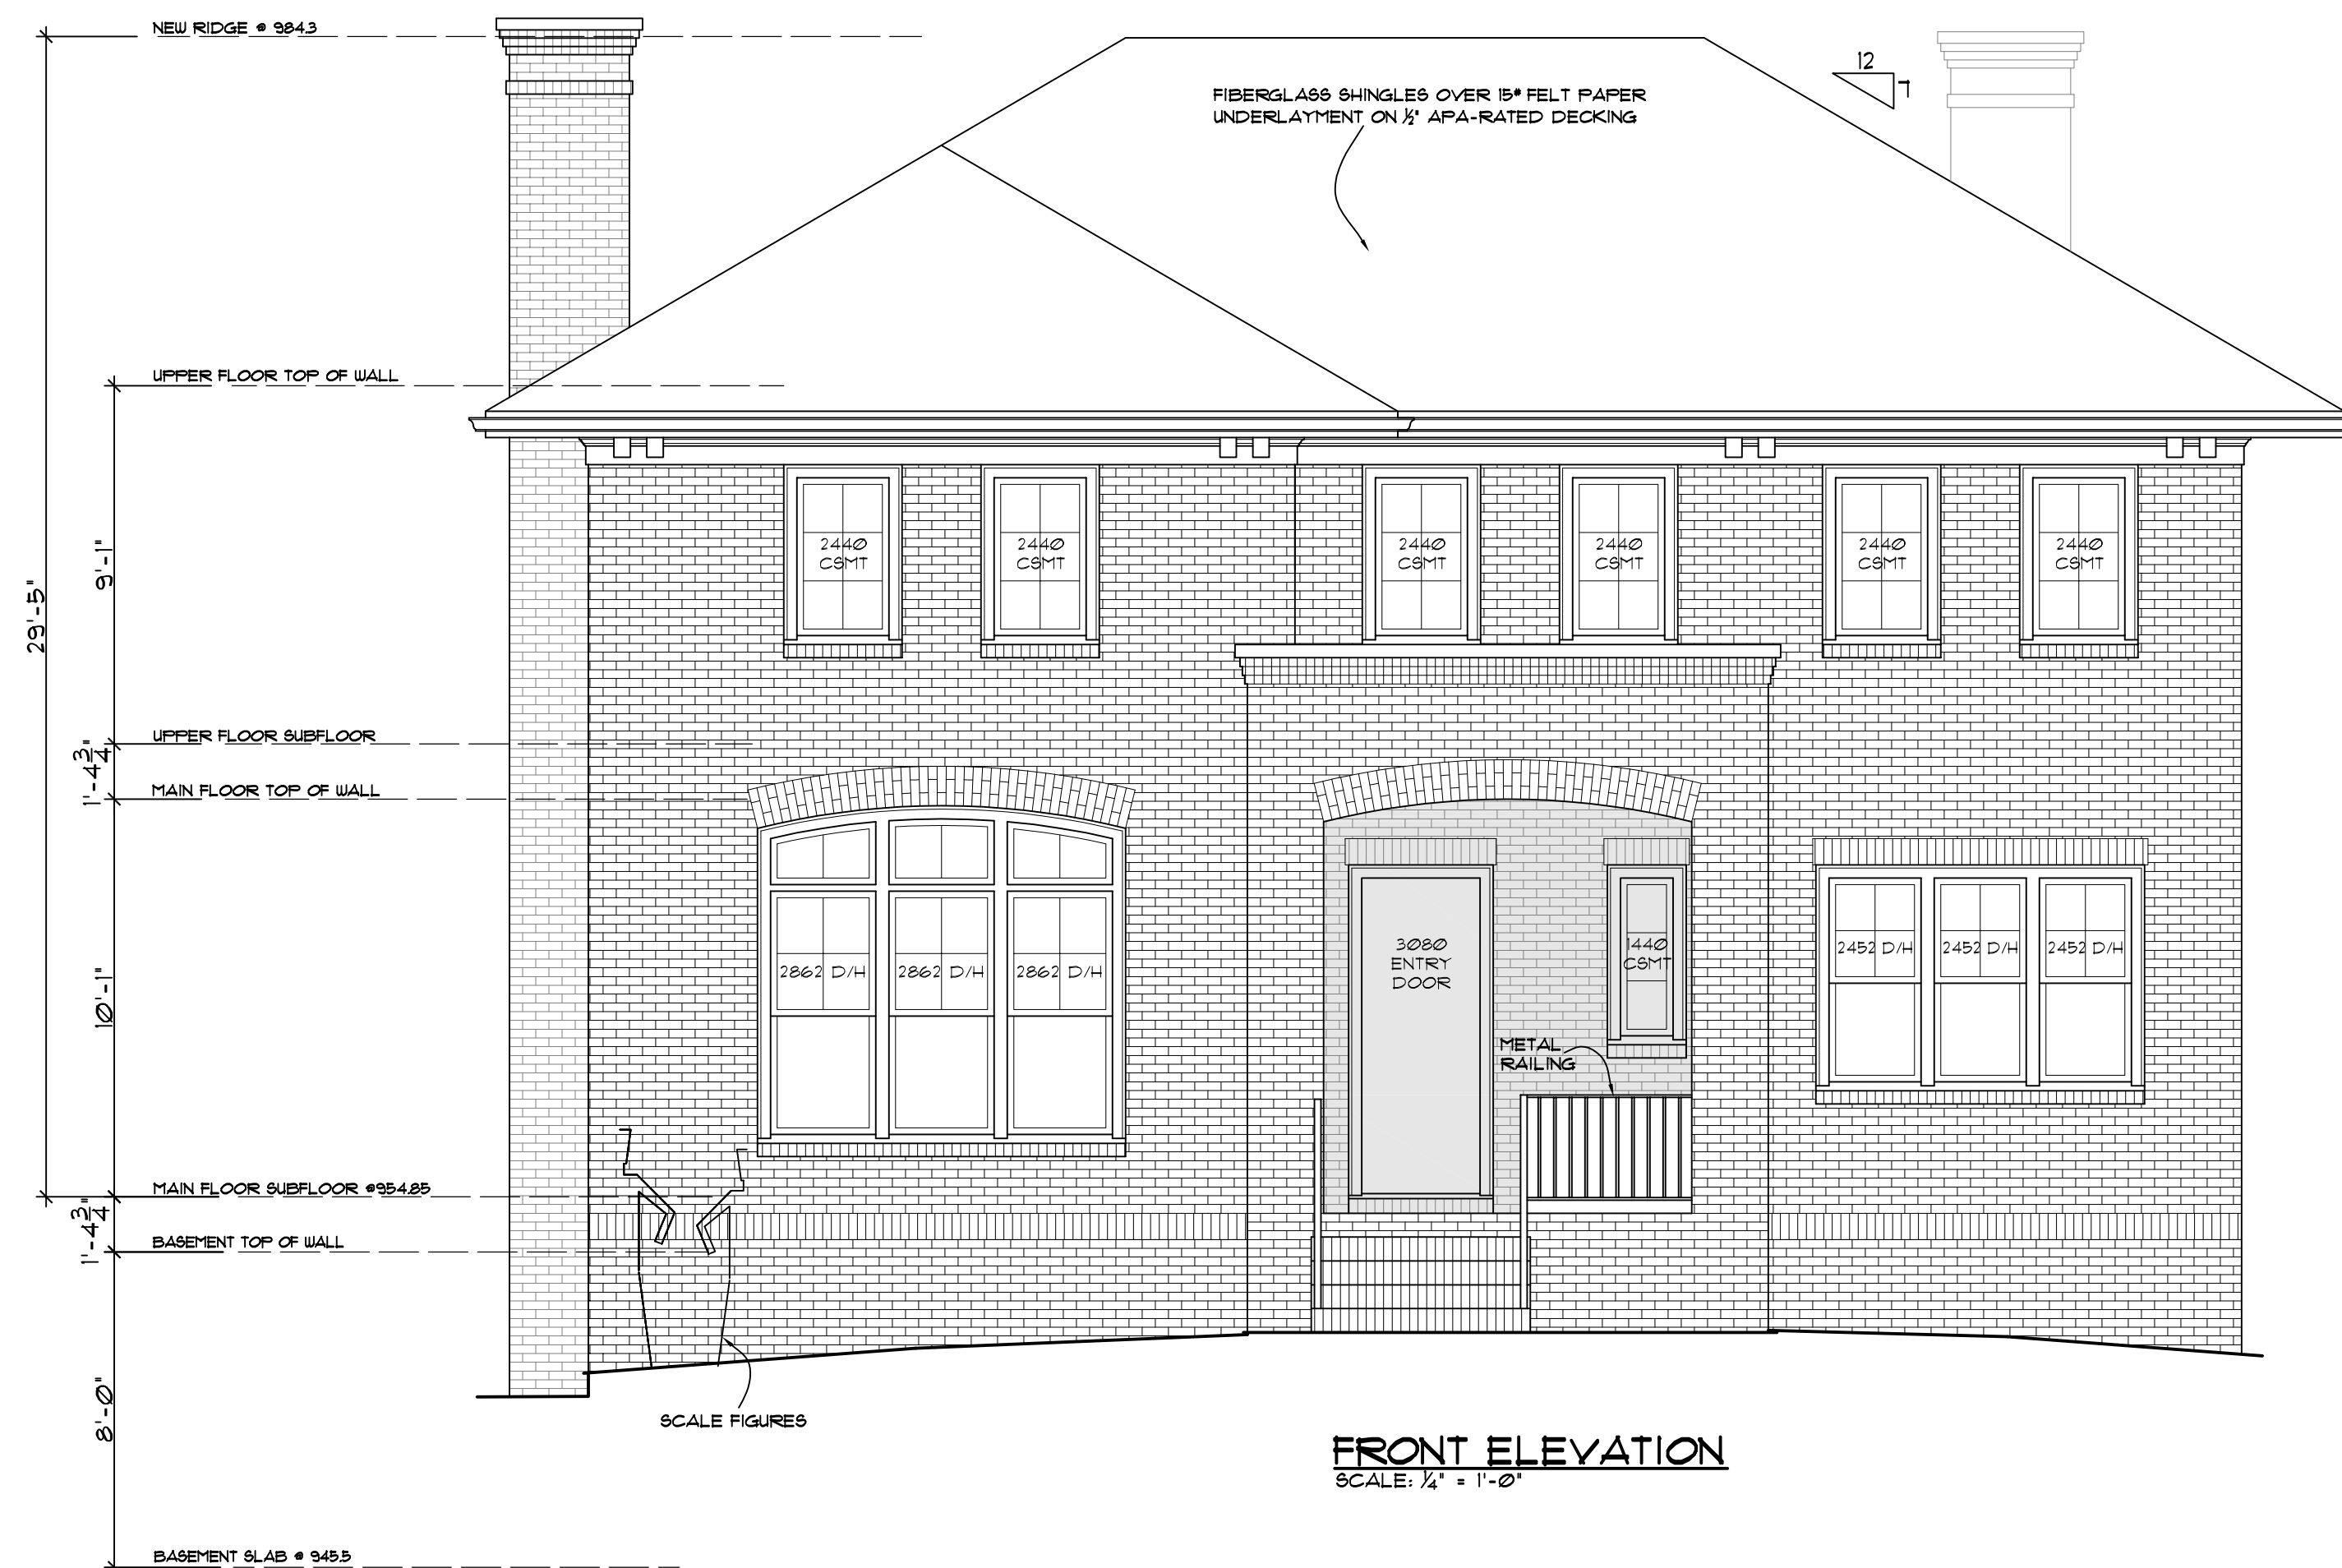 NEW RIDGE @ 984.3
12
7
FIBERGLASS SHINGLES OVER 15# FELT PAPER
UNDERLAYMENT ON ½" APA-RATED DECKING
UPPER FLOOR TOP OF WALL
9'-1"
29'-5"
2440
CSMT
2440
CSMT
2440
CSMT
2440
CSMT
2440
CSMT
2440
CSMT
UPPER FLOOR SUBFLOOR
1'-4 3/4"
MAIN FLOOR TOP OF WALL
10'-1"
2862 D/H
2862 D/H
2862 D/H
3080
ENTRY
DOOR
1440
CSMT
2452 D/H
2452 D/H
2452 D/H
METAL
RAILING
MAIN FLOOR SUBFLOOR @954.85
1'-4 3/4"
BASEMENT TOP OF WALL
8'-0"
SCALE FIGURES
FRONT ELEVATION
SCALE: ¼" = 1'-0"
BASEMENT SLAB @ 945.5